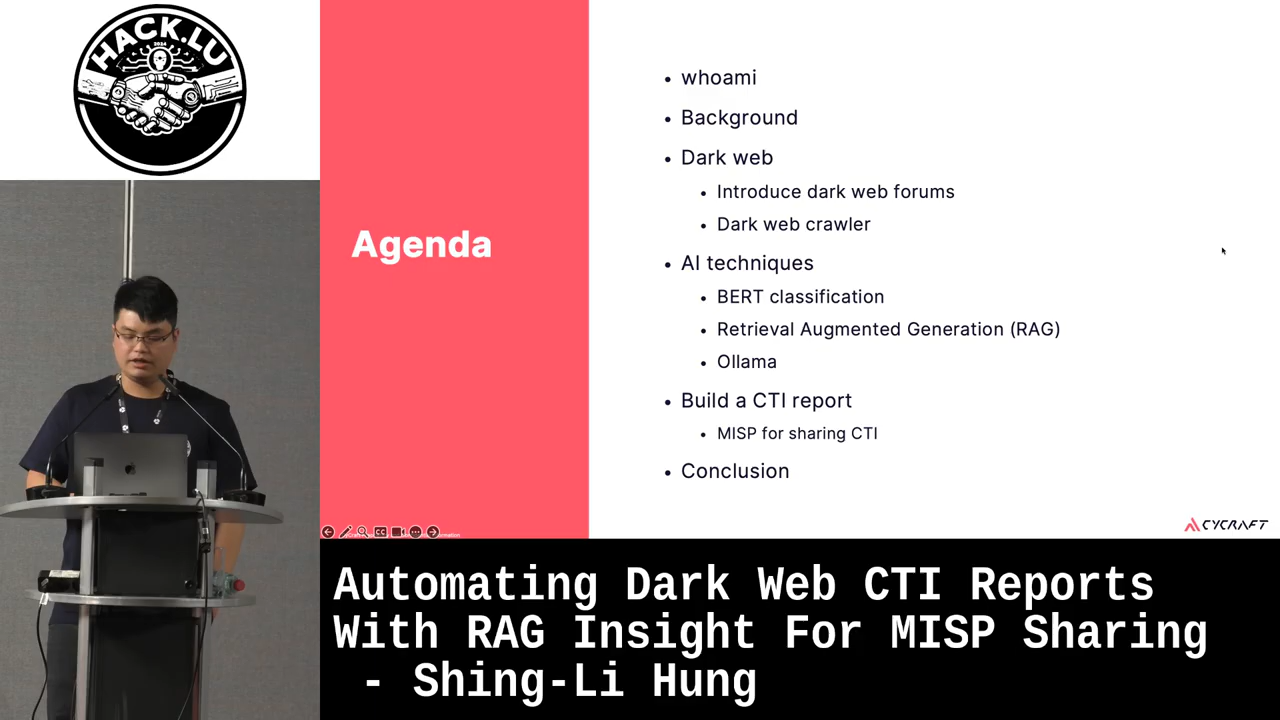 HACK.LU
2024
Agenda
• whoami
• Background
• Dark web
• Introduce dark web forums
• Dark web crawler
• AI techniques
• BERT classification
• Retrieval Augmented Generation (RAG)
• Ollama
• Build a CTI report
• MISP for sharing CTI
• Conclusion
CYCRAFT
Automating Dark Web CTI Reports
With RAG Insight For MISP Sharing
- Shing-Li Hung